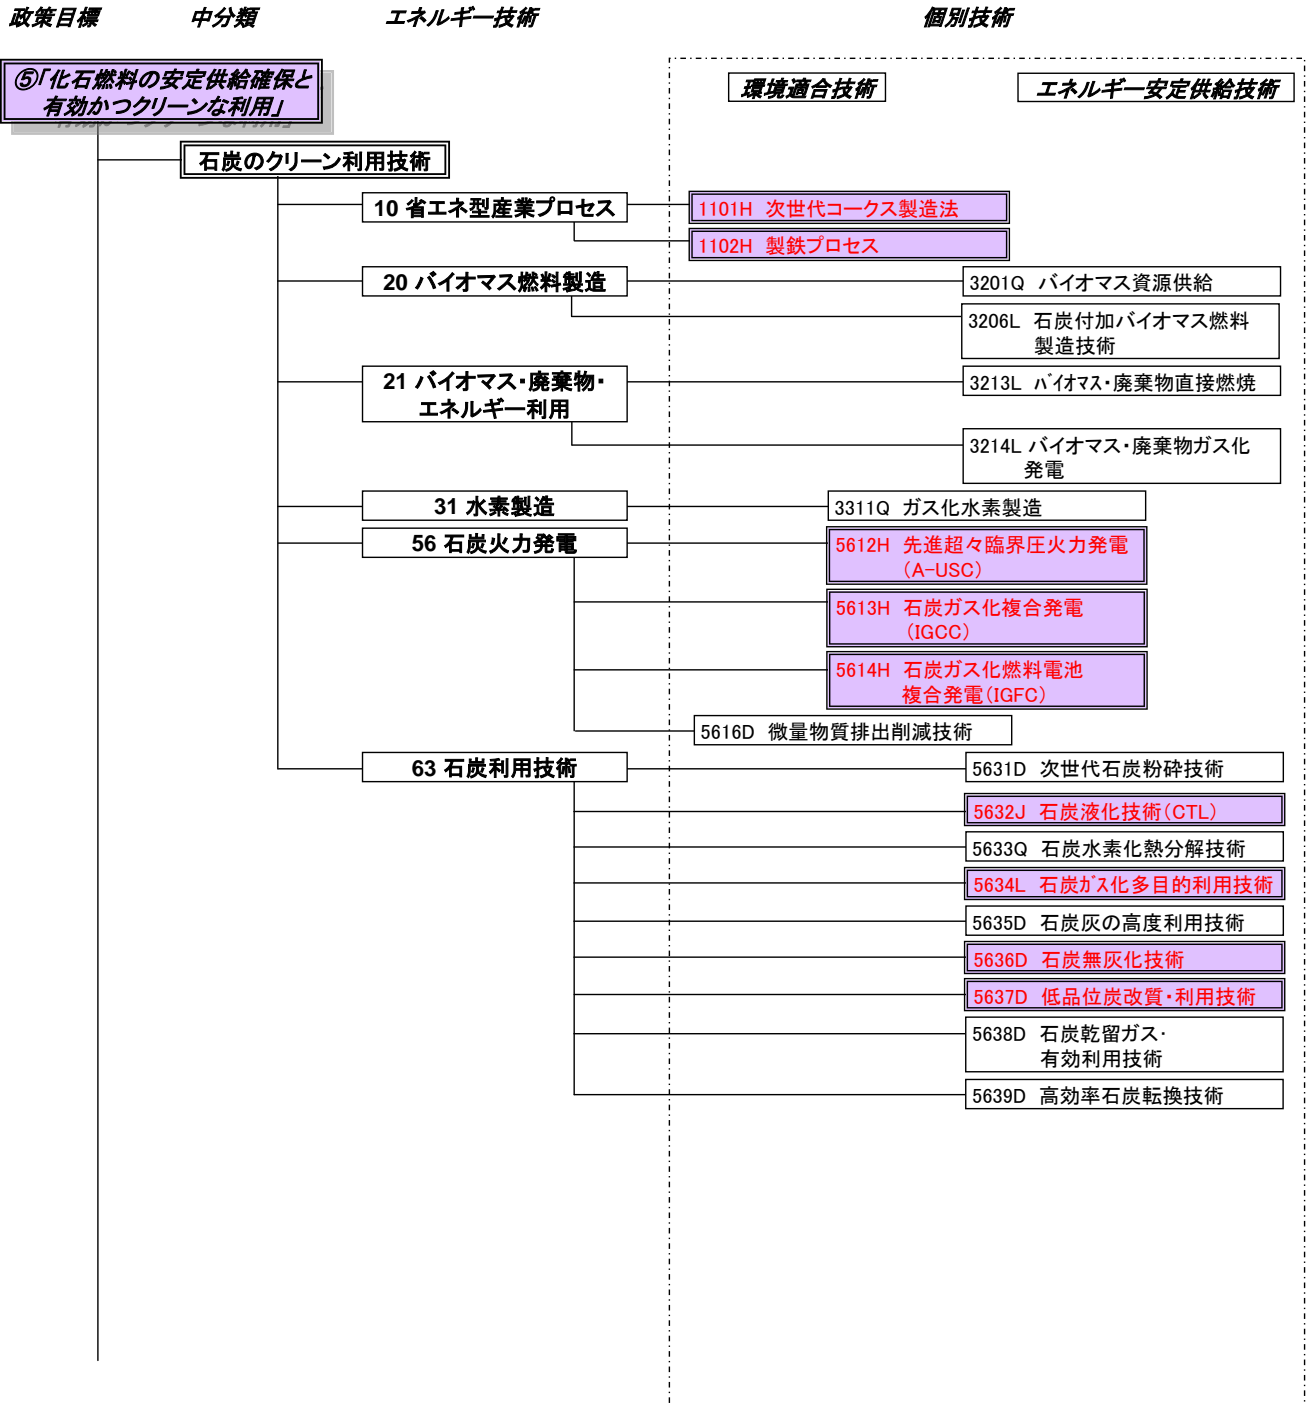 政策目標 中分類 エネルギー技術 個別技術
⑤「化石燃料の安定供給確保と
有効かつクリーンな利用」
環境適合技術 エネルギー安定供給技術
石炭のクリーン利用技術
10 省エネ型産業プロセス
1101H 次世代コークス製造法
1102H 製鉄プロセス
20 バイオマス燃料製造
3201Q バイオマス資源供給
3206L 石炭付加バイオマス燃料
製造技術
21 バイオマス・廃棄物・
エネルギー利用
3213L バイオマス・廃棄物直接燃焼
3214L バイオマス・廃棄物ガス化
発電
31 水素製造
3311Q ガス化水素製造
56 石炭火力発電
5612H 先進超々臨界圧火力発電
(A-USC)
5613H 石炭ガス化複合発電
(IGCC)
5614H 石炭ガス化燃料電池
複合発電(IGFC)
5616D 微量物質排出削減技術
63 石炭利用技術
5631D 次世代石炭粉砕技術
5632J 石炭液化技術(CTL)
5633Q 石炭水素化熱分解技術
5634L 石炭ガス化多目的利用技術
5635D 石炭灰の高度利用技術
5636D 石炭無灰化技術
5637D 低品位炭改質・利用技術
5638D 石炭乾留ガス・
有効利用技術
5639D 高効率石炭転換技術